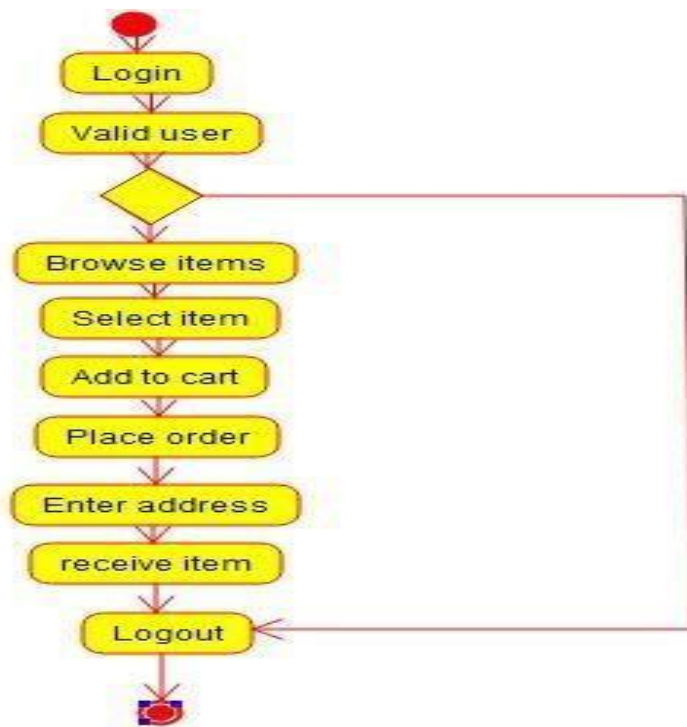 Login
Valid user
Browse items
Select item
Add to cart
Place order
Enter address
receive item
Logout